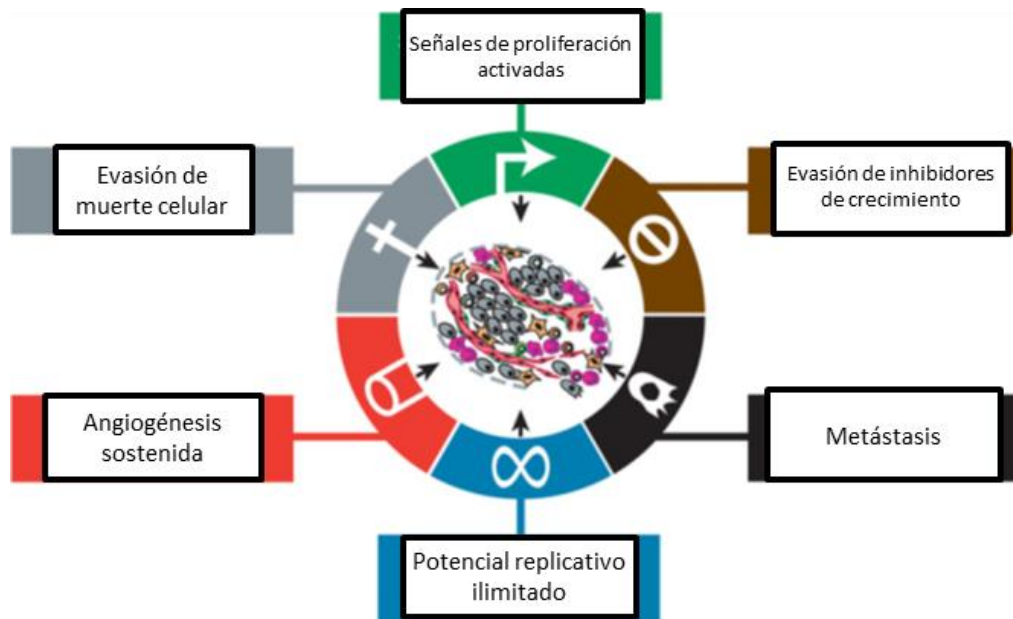 Señales de proliferación
activadas
Evasión de
muerte celular
Evasión de inhibidores
de crecimiento
Angiogénesis
sostenida
Metástasis
Potencial replicativo
ilimitado